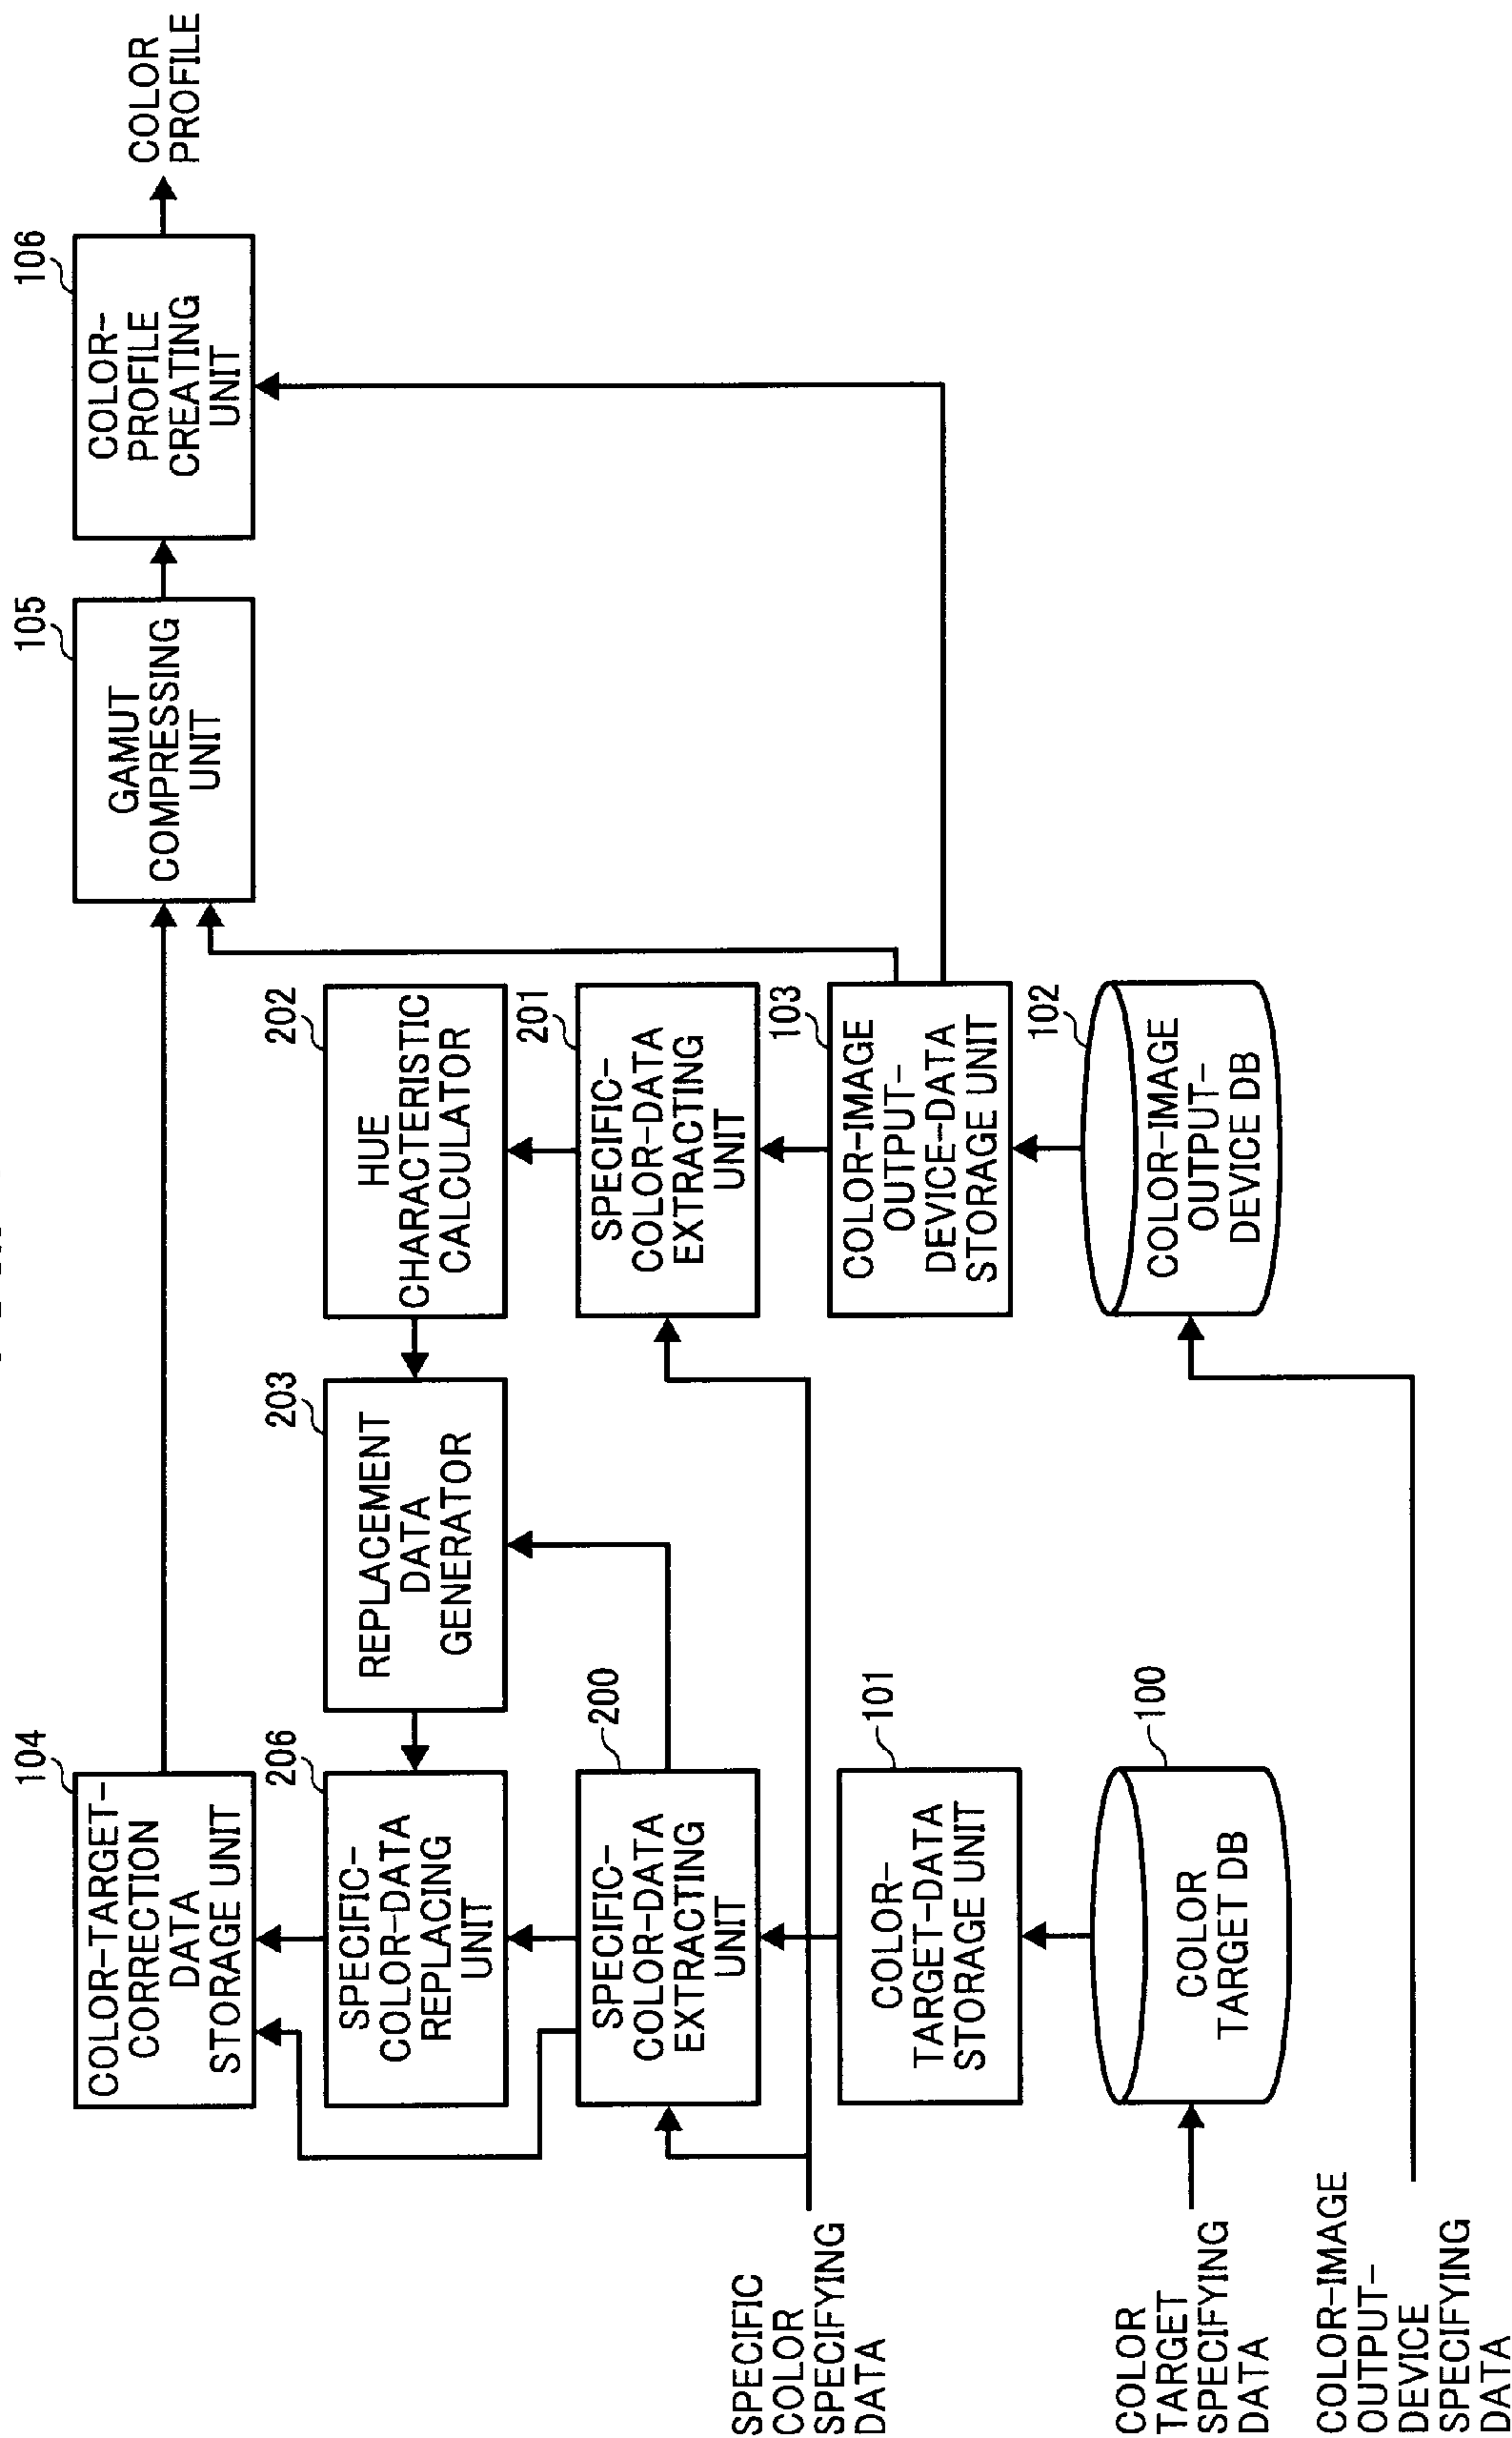 104
COLOR-TARGET-
CORRECTION
DATA
STORAGE UNIT
105
GAMUT
COMPRESSING
UNIT
106
COLOR-
PROFILE
CREATING
UNIT
COLOR
PROFILE
206
SPECIFIC-
COLOR-DATA
REPLACING
UNIT
203
REPLACEMENT
DATA
GENERATOR
202
HUE
CHARACTERISTIC
CALCULATOR
200
SPECIFIC-
COLOR-DATA
EXTRACTING
UNIT
201
SPECIFIC-
COLOR-DATA
EXTRACTING
UNIT
SPECIFIC
COLOR
SPECIFYING
DATA
101
COLOR-
TARGET-DATA
STORAGE UNIT
103
COLOR-IMAGE
OUTPUT-
DEVICE-DATA
STORAGE UNIT
COLOR
TARGET
SPECIFYING
DATA
100
COLOR
TARGET DB
102
COLOR-IMAGE
OUTPUT-
DEVICE DB
COLOR-IMAGE
OUTPUT-
DEVICE
SPECIFYING
DATA